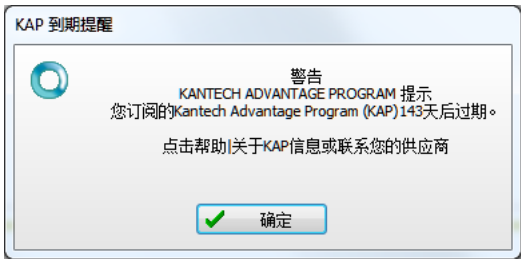 KAP 到期提醒
警告
KANTECH ADVANTAGE PROGRAM 提示
您订阅的Kantech Advantage Program (KAP)143天后过期。
点击帮助|关于KAP信息或联系您的供应商
确定